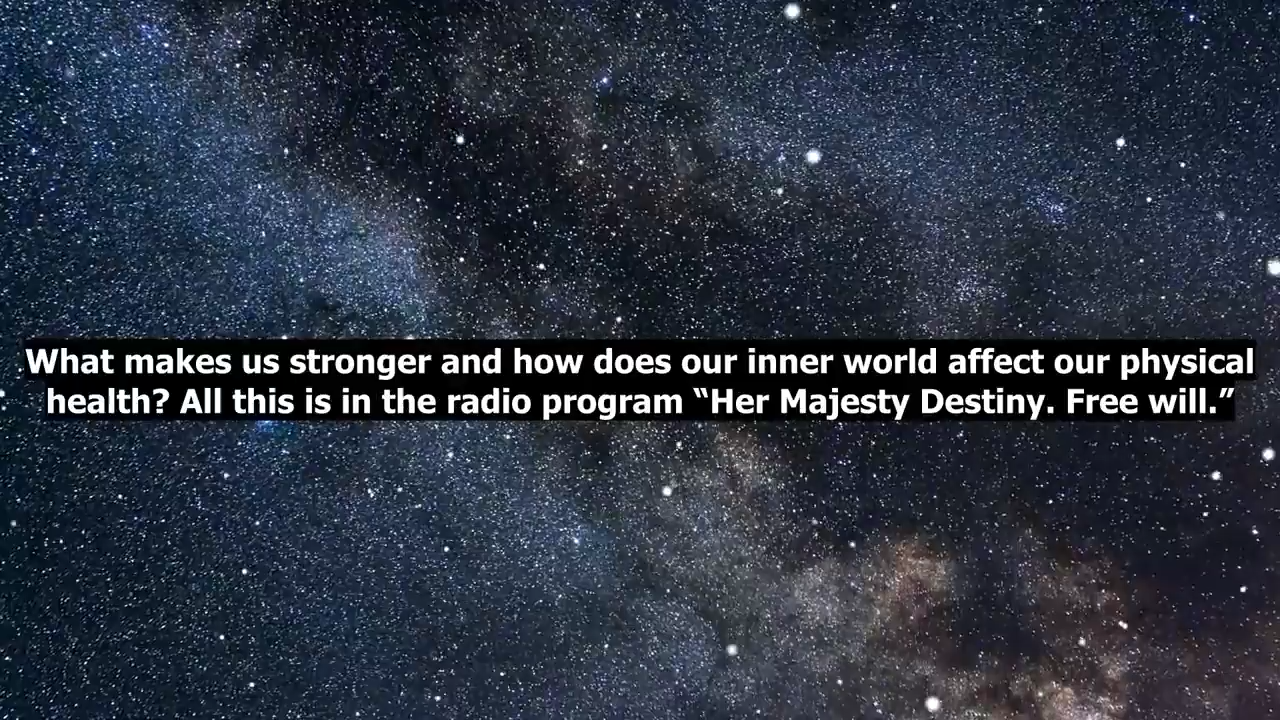 What makes us stronger and how does our inner world affect our physical
health? All this is in the radio program “Her Majesty Destiny. Free will.”